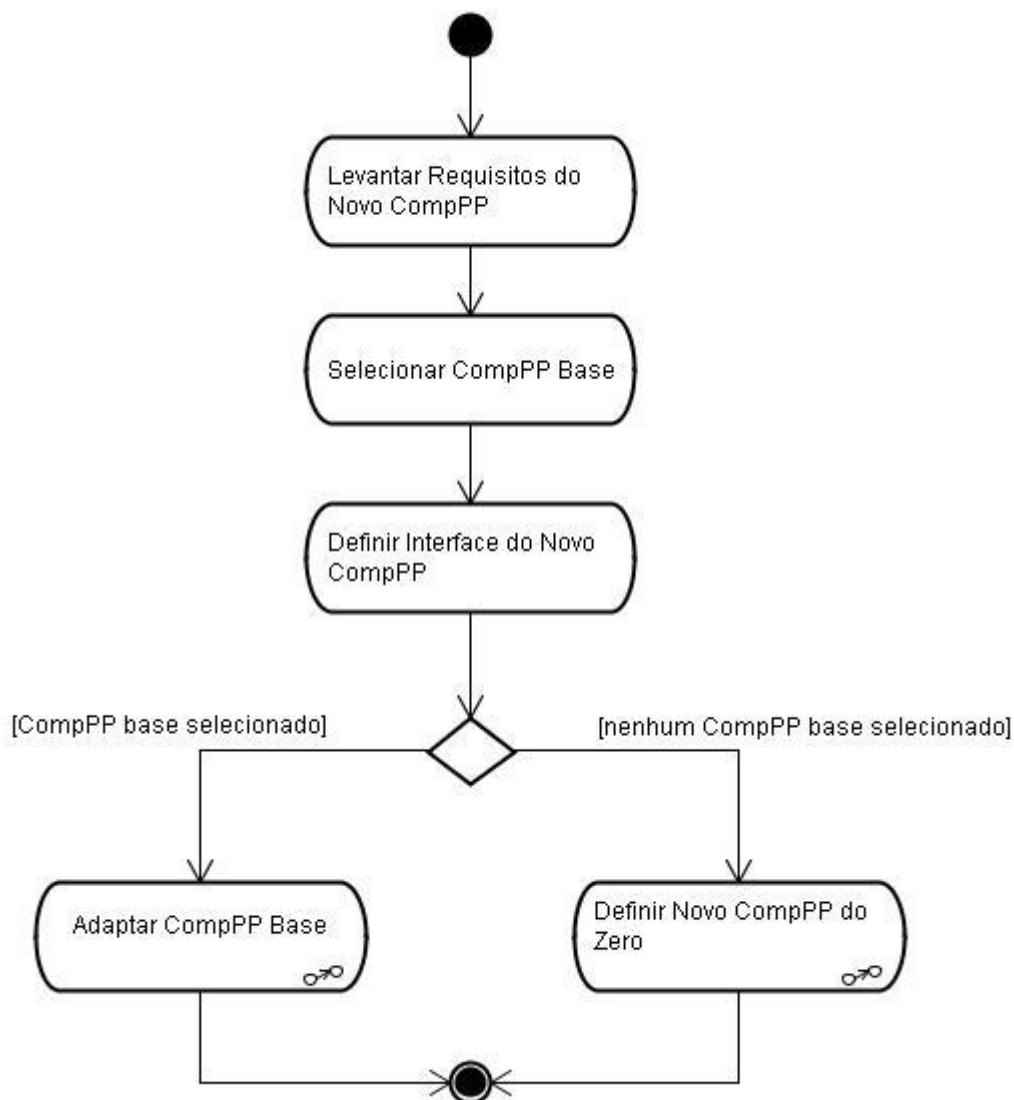 Levantar Requisitos do
Novo CompPP
Selecionar CompPP Base
Definir Interface do Novo
CompPP
[CompPP base selecionado]
[nenhum CompPP base selecionado]
Adaptar CompPP Base
Definir Novo CompPP do
Zero